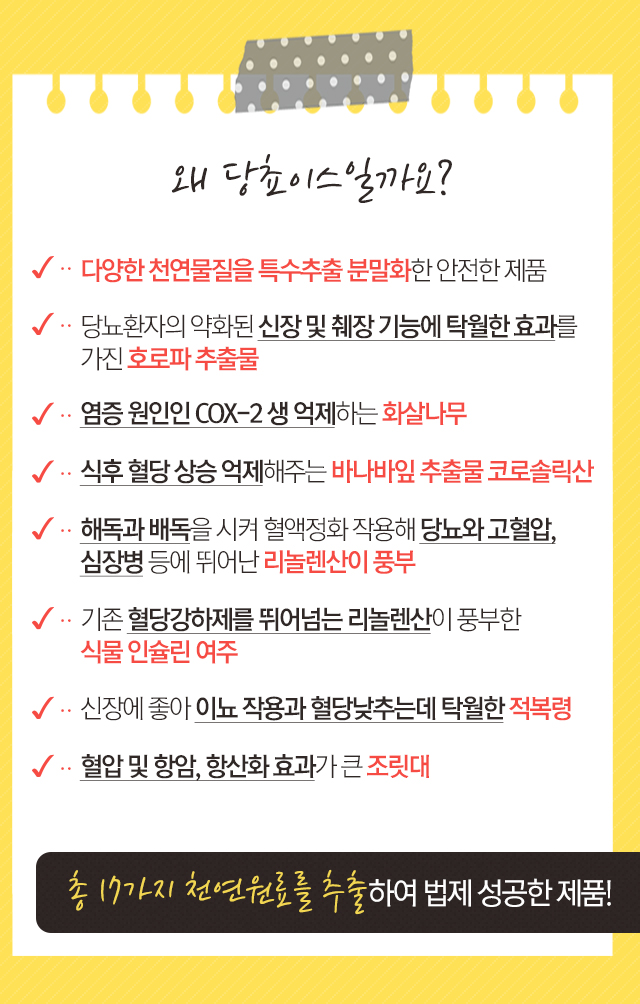 왜 당쵸이스일까요?
다양한 천연물질을 특수추출 분말화한 안전한 제품
당뇨환자의 약화된 신장 및 췌장 기능에 탁월한 효과를
가진 호로파 추출물
염증 원인인 COX-2 생 억제하는 화살나무
식후 혈당 상승 억제해주는 바나바잎 추출물 코로솔릭산
해독과 배독을 시켜 혈액정화 작용해 당뇨와 고혈압,
심장병 등에 뛰어난 리놀렌산이 풍부
기존 혈당강하제를 뛰어넘는 리놀렌산이 풍부한
식물 인슐린 여주
신장에 좋아 이뇨 작용과 혈당낮추는데 탁월한 적복령
혈압 및 항암, 항산화 효과가 큰 조릿대
총 17가지 천연원료를 추출하여 법제 성공한 제품!